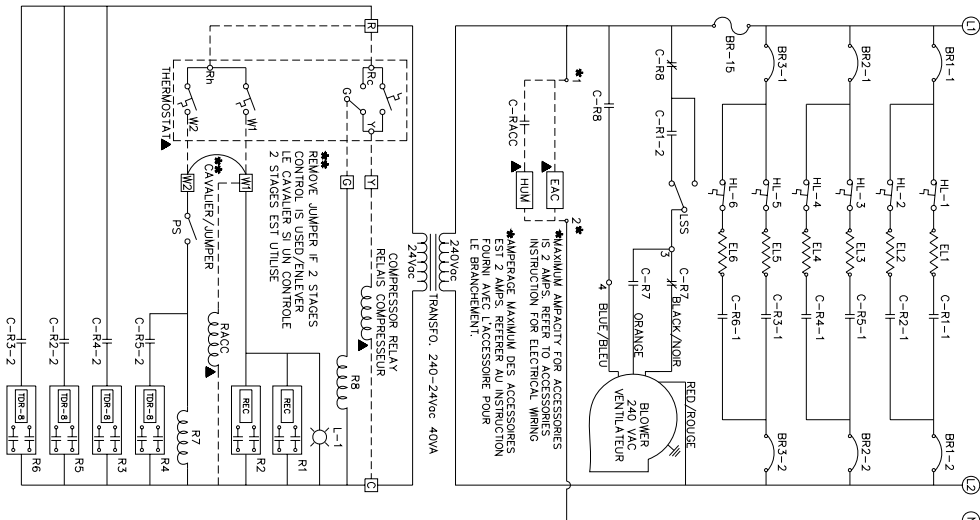 L1
L2
N
BR1-1
HL-1
EL1
C-R1-1
BR1-2
HL-2
EL2
C-R2-1
BR2-1
HL-3
EL3
C-R5-1
BR2-2
HL-4
EL4
C-R4-1
BR3-1
HL-5
EL5
C-R3-1
BR3-2
HL-6
EL6
C-R6-1
BR-15
C-R8
C-R1-2
LSS
3
C-R7
BLACK/NOIR
RED/ROUGE
C-R7
ORANGE
BLOWER
240 VAC
VENTILATEUR
C-R8
4
BLUE/BLEU
*1
EAC
2*
C-RACC
HUM
*MAXIMUM AMPACITY FOR ACCESSORIES
IS 2 AMPS. REFER TO ACCESSORIES
INSTRUCTION FOR ELECTRICAL WIRING
*AMPERAGE MAXIMUM DES ACCESSOIRES
EST 2 AMPS. REFERER AU INSTRUCTION
FOURNI AVEC L'ACCESSOIRE POUR
LE BRANCHEMENT.
240Vac
TRANSFO. 240-24Vac 40VA
24Vac
R
C
COMPRESSOR RELAY
RELAIS COMPRESSEUR
Rc
Y
G
Y
G
R8
Rh
W1
W2
THERMOSTAT
**
REMOVE JUMPER IF 2 STAGES
CONTROL IS USED/ENLEVER
LE CAVALIER SI UN CONTROLE
2 STAGES EST UTILISE
W1
L-1
REC
R1
REC
R2
**
CAVALIER/JUMPER
RACC
W2
PS
R7
C-R5-2
TDR-8
R4
C-R4-2
TDR-8
R3
C-R2-2
TDR-8
R5
C-R3-2
TDR-8
R6